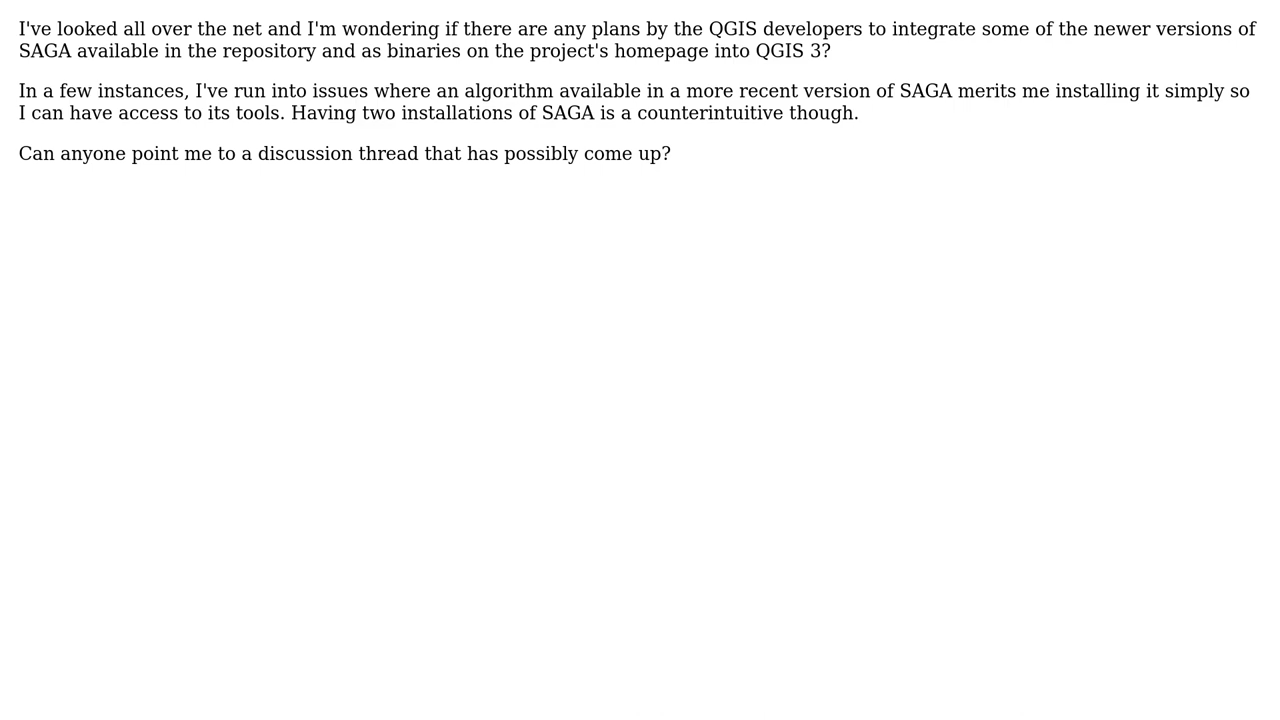 I've looked all over the net and I'm wondering if there are any plans by the QGIS developers to integrate some of the newer versions of
SAGA available in the repository and as binaries on the project's homepage into QGIS 3?
In a few instances, I've run into issues where an algorithm available in a more recent version of SAGA merits me installing it simply so
I can have access to its tools. Having two installations of SAGA is a counterintuitive though.
Can anyone point me to a discussion thread that has possibly come up?